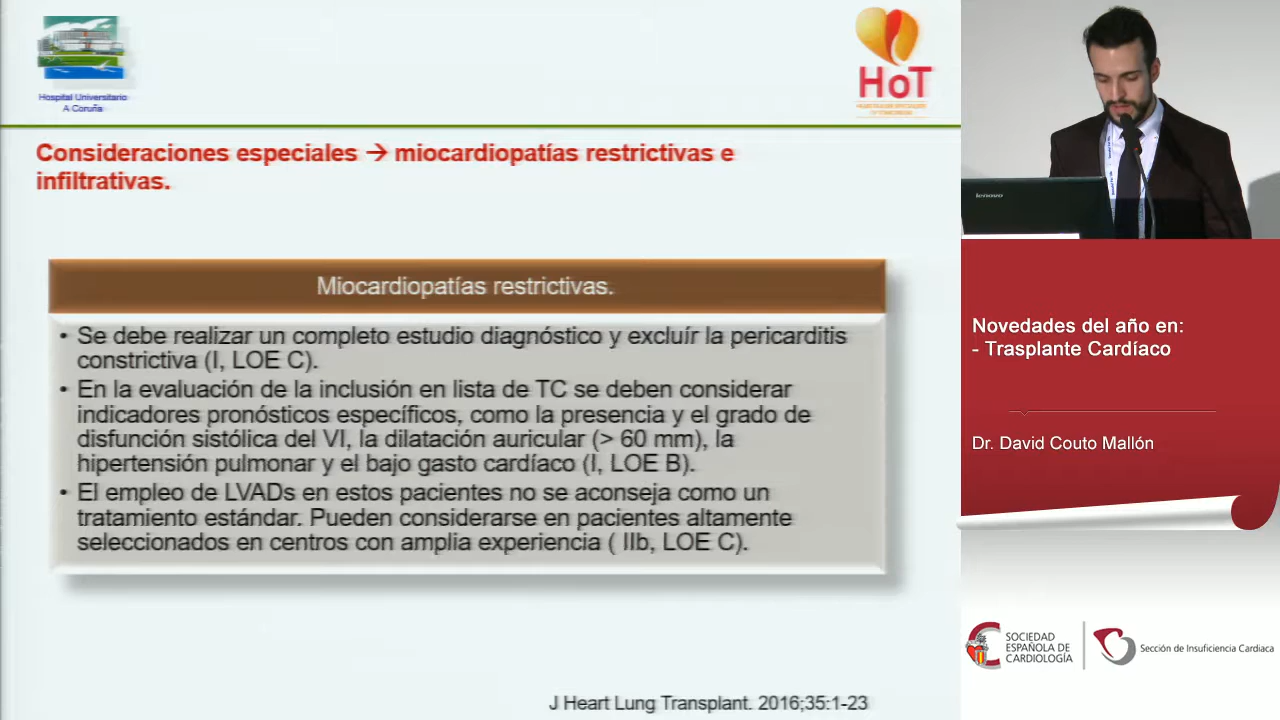 Hospital Universitario
A Coruña
HoT
Consideraciones especiales → miocardiopatías restrictivas e
infiltrativas.
Miocardiopatías restrictivas.
• Se debe realizar un completo estudio diagnóstico y excluír la pericarditis
constrictiva (I, LOE C).
• En la evaluación de la inclusión en lista de TC se deben considerar
indicadores pronósticos específicos, como la presencia y el grado de
disfunción sistólica del VI, la dilatación auricular (> 60 mm), la
hipertensión pulmonar y el bajo gasto cardíaco (I, LOE B).
• El empleo de LVADs en estos pacientes no se aconseja como un
tratamiento estándar. Pueden considerarse en pacientes altamente
seleccionados en centros con amplia experiencia ( IIb, LOE C).
J Heart Lung Transplant. 2016;35:1-23
lenovo
Novedades del año en:
- Trasplante Cardíaco
Dr. David Couto Mallón
SOCIEDAD
ESPAÑOLA DE
CARDIOLOGÍA
Sección de Insuficiencia Cardiaca